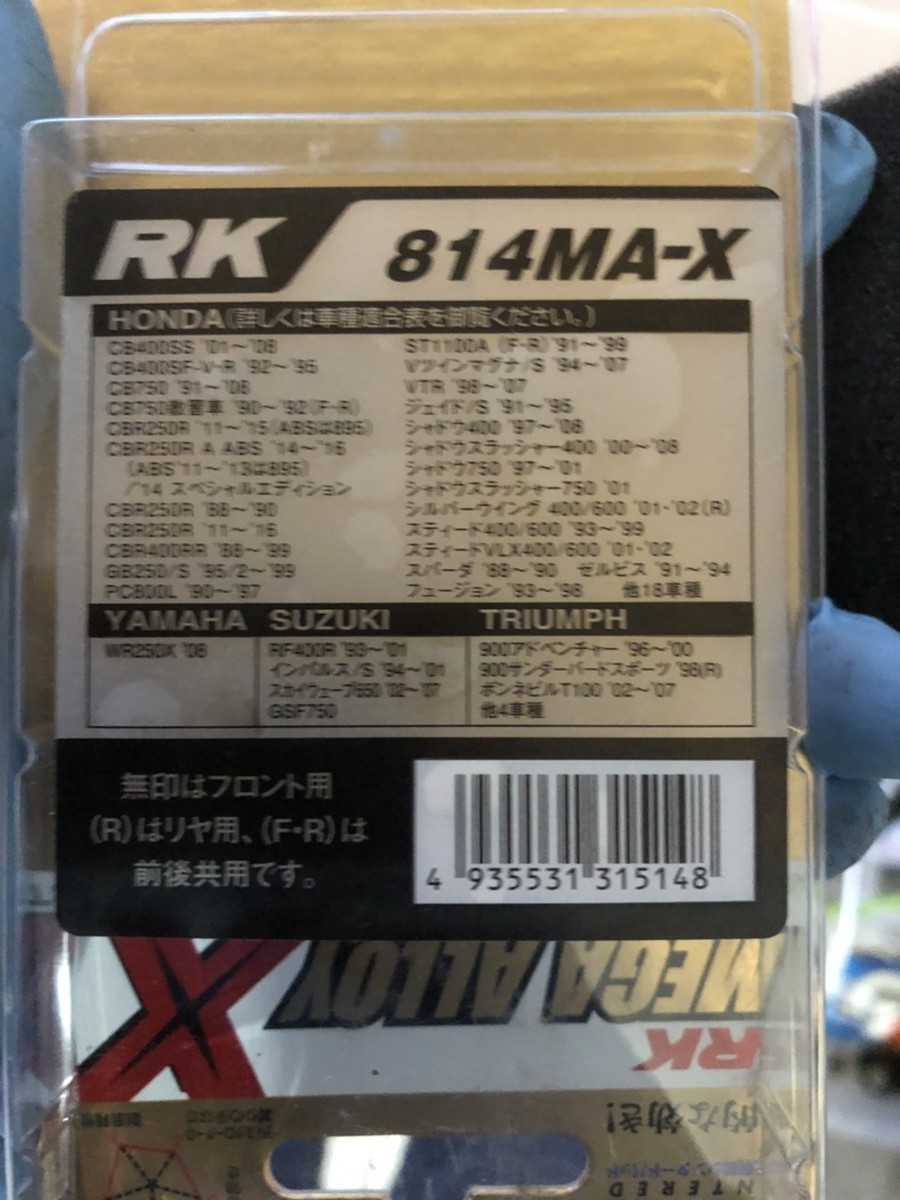 RK 814MA-X
HONDA(詳しくは車種適合表を御覧ください。)
CB400SS '01～'08
CB400SF-V-R '92～'95
CB750 '91～'08
CB750教習車 '90～'92(F・R)
CBR250R '11～'15(ABSは895)
CBR250R A ABS '14～'16
(ABS'11～'13は895)
/'14 スペシャルエディション
CBR250R '88～'90
CBR250R '11～'16
CBR400RR '88～'99
GB250/S '95/2～'99
PC800L '90～'97
ST1100A (F・R)'91～'99
Vツインマグナ/S '94～'07
VTR '98～'07
ジェイド/S '91～'95
シャドウ400 '97～'08
シャドウスラッシャー400 '00～'08
シャドウ750 '97～'01
シャドウスラッシャー750 '01
シルバーウイング 400/600 '01・'02(R)
スティード400/600 '93～'99
スティードVLX400/600 '01・'02
スパーダ '88～'90 ゼルビス '91～'94
フュージョン '93～'98 他18車種
YAMAHA
WR250X '08
SUZUKI
RF400R '93～'01
インパルス/S '94～'01
スカイウェーブ650 '02～'07
GSF750
TRIUMPH
900アドベンチャー '96～'00
900サンダーバードスポーツ '98(R)
ボンネビルT100 '02～'07
他4車種
無印はフロント用
(R)はリヤ用、(F・R)は
前後共用です。
4 935531 315148
MEGA ALLOY X
RK
的な効き!